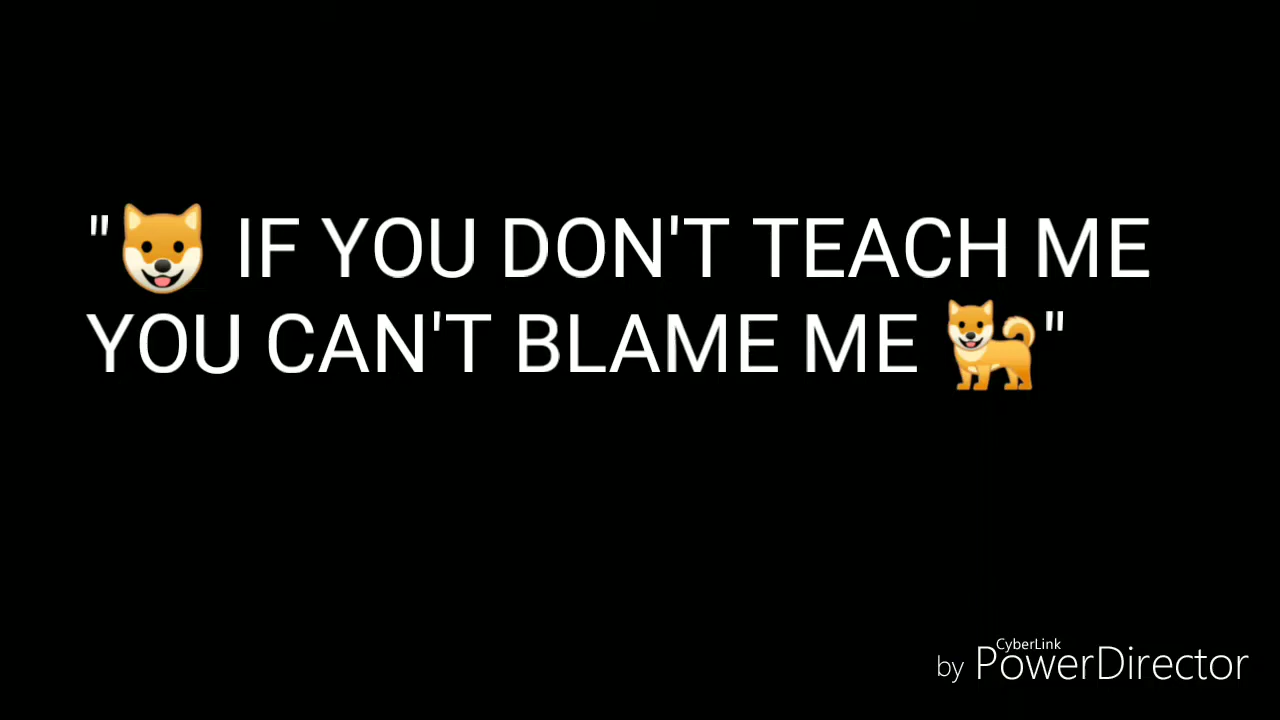 "🐶 IF YOU DON'T TEACH ME
YOU CAN'T BLAME ME 🐕"
CyberLink
by PowerDirector